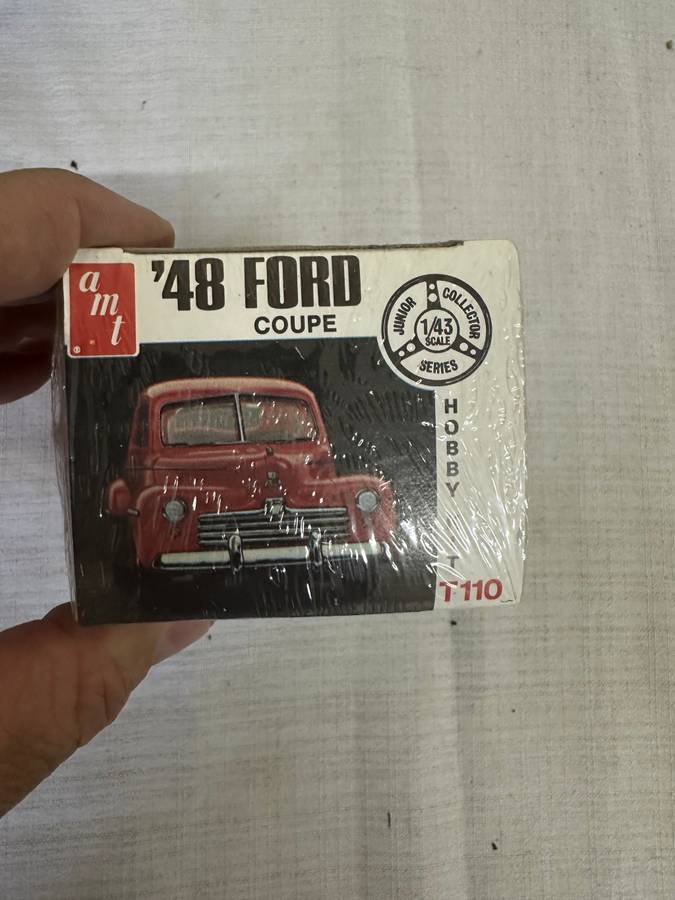 amt
'48 FORD
COUPE
JUNIOR COLLECTOR
1/43
SCALE
SERIES
HOBBY
T
T110